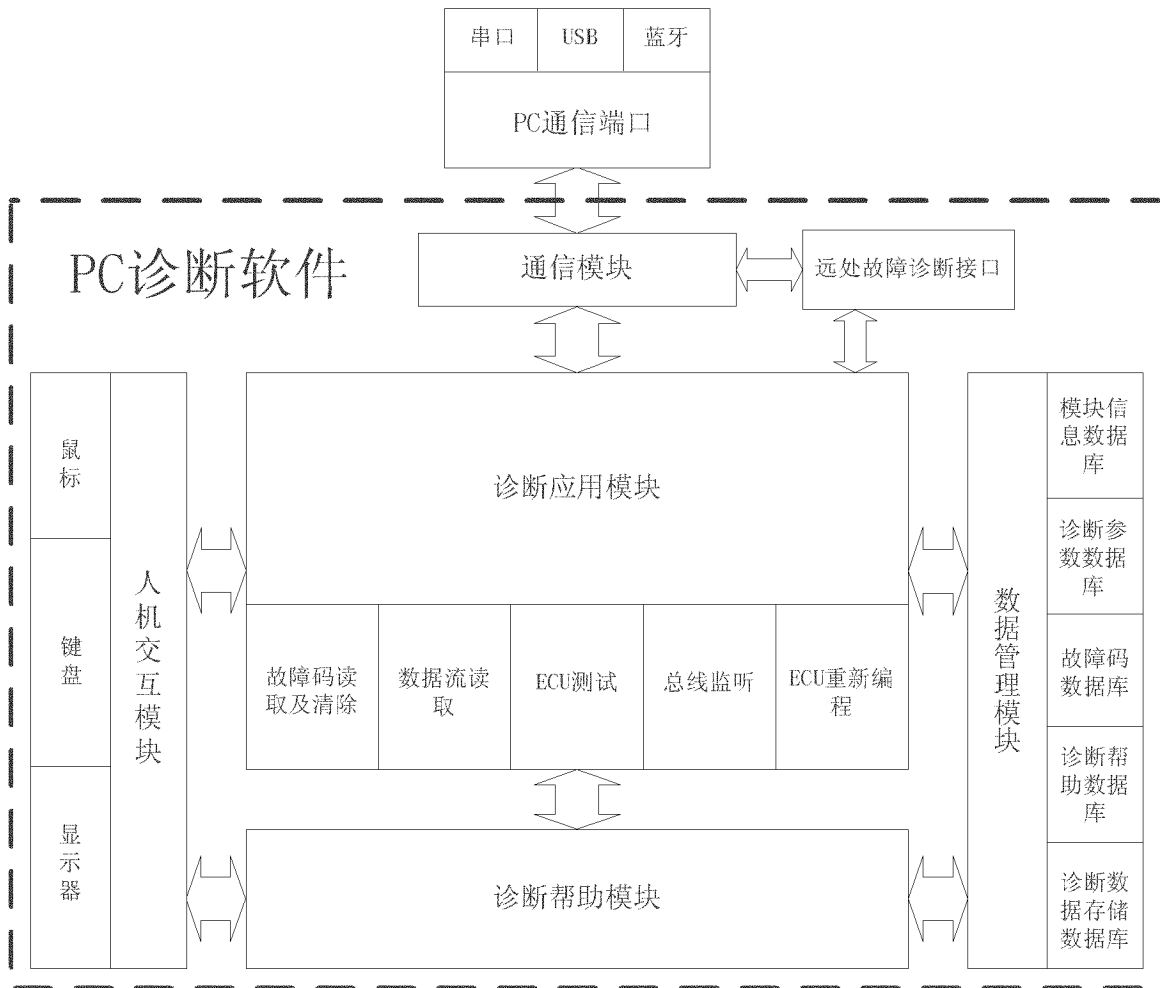 串口
USB
蓝牙
PC通信端口
PC诊断软件
通信模块
远处故障诊断接口
鼠
标
键
盘
显
示
器
人
机
交
互
模
块
诊断应用模块
故障码读
取及清除
数据流读
取
ECU测试
总线监听
ECU重新编
程
诊断帮助模块
数
据
管
理
模
块
模块信
息数据
库
诊断参
数数据
库
故障码
数据库
诊断帮
助数据
库
诊断数
据存储
数据库